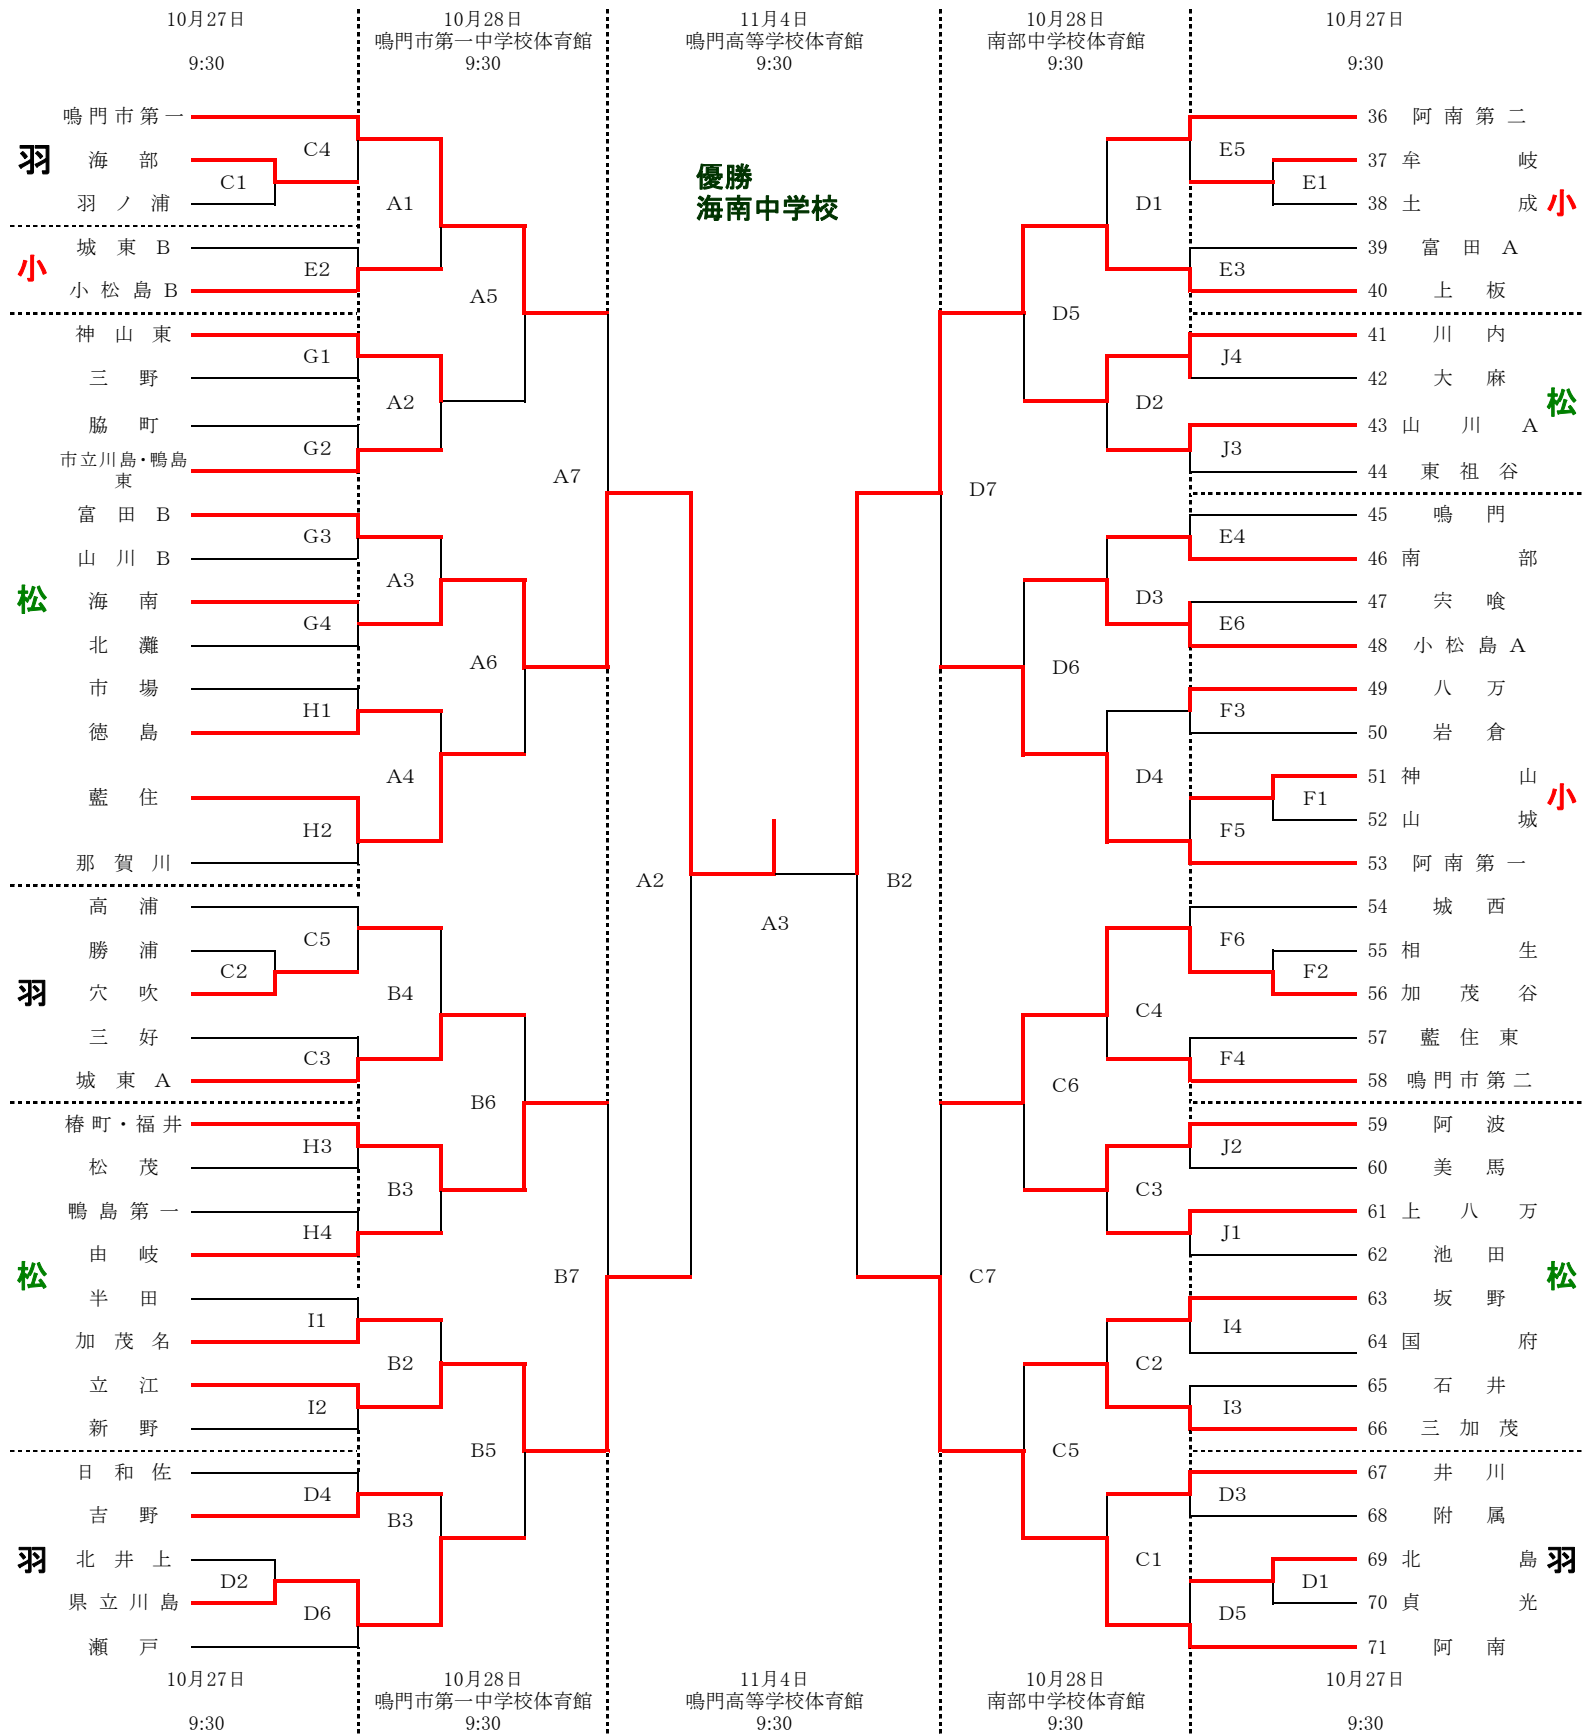 10月27日
10月28日
11月4日
10月28日
10月27日
鳴門市第一中学校体育館
鳴門高等学校体育館
南部中学校体育館
9:30
9:30
9:30
9:30
9:30
優勝
海南中学校
鳴門市第一
C4
羽
海部
C1
羽ノ浦
A1
城東B
小
E2
小松島B
A5
神山東
G1
三野
A2
脇町
G2
市立川島・鴨島
東
A7
富田B
G3
山川B
A3
松
海南
G4
北灘
A6
市場
H1
徳島
A4
藍住
H2
那賀川
A2
高浦
C5
勝浦
C2
羽
穴吹
B4
三好
C3
城東A
B6
椿町・福井
H3
松茂
B3
鴨島第一
H4
由岐
松
B7
半田
I1
加茂名
B2
立江
I2
新野
B5
日和佐
D4
吉野
B3
羽
北井上
D2
県立川島
D6
瀬戸
A3
B2
36 阿南第二
E5
37 牟岐
E1
38 土成
小
D1
39 富田A
E3
40 上板
D5
41 川内
J4
42 大麻
D2
松
43 山川A
J3
44 東祖谷
D7
45 鳴門
E4
46 南部
D3
47 宍喰
E6
48 小松島A
D6
49 八万
F3
50 岩倉
D4
51 神山
F1
小
52 山城
F5
53 阿南第一
54 城西
F6
55 相生
F2
56 加茂谷
C4
57 藍住東
F4
58 鳴門市第二
C6
59 阿波
J2
60 美馬
C3
61 上八万
J1
62 池田
松
C7
63 坂野
I4
64 国府
C2
65 石井
I3
66 三加茂
C5
67 井川
D3
68 附属
C1
69 北島
羽
D1
70 貞光
D5
71 阿南
10月27日
10月28日
11月4日
10月28日
10月27日
鳴門市第一中学校体育館
鳴門高等学校体育館
南部中学校体育館
9:30
9:30
9:30
9:30
9:30